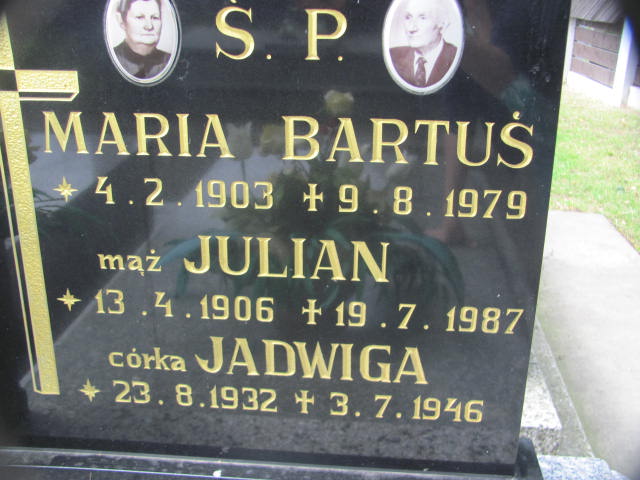 Ś. P.
MARIA BARTUŚ
* 4.2.1903 + 9.8.1979
mąż JULIAN
* 13.4.1906 + 19.7.1987
córka JADWIGA
* 23.8.1932 + 3.7.1946